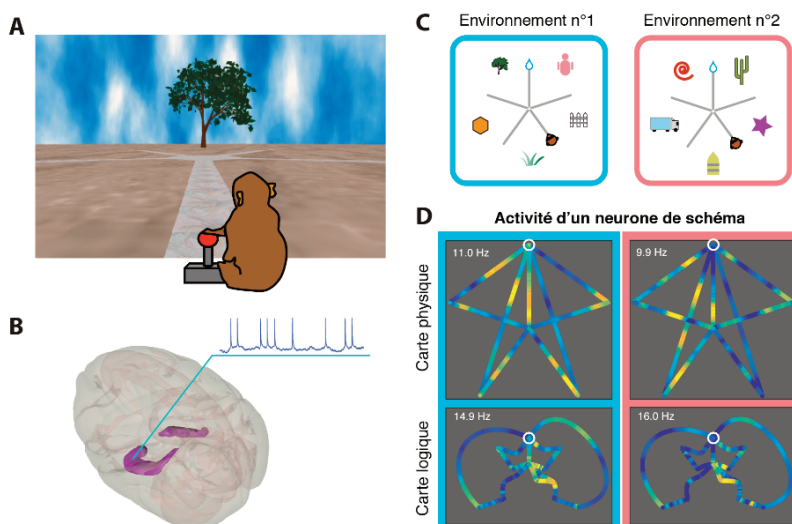 A
B
C
Environnement n°1
Environnement n°2
D
Activité d'un neurone de schéma
Carte physique
11.0 Hz
9.9 Hz
Carte logique
14.9 Hz
16.0 Hz